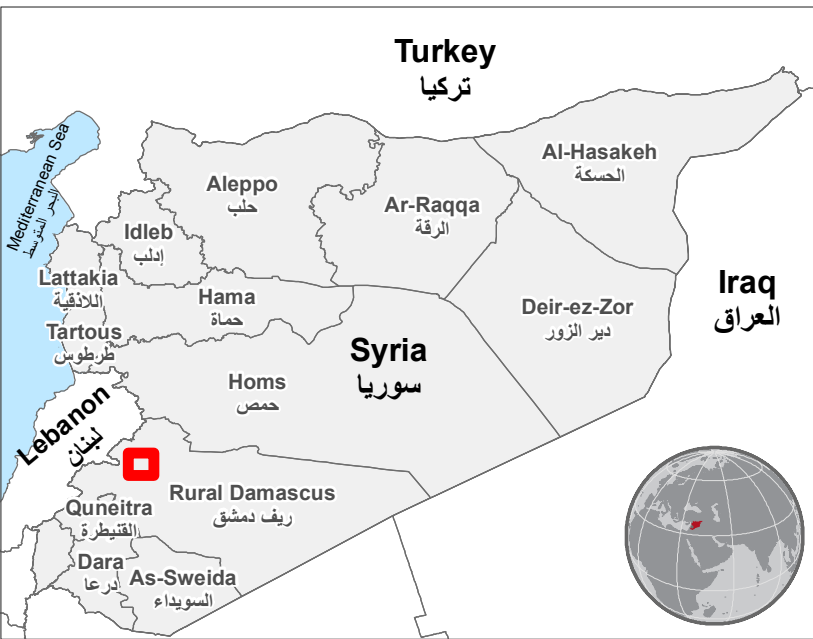 Turkey
تركيا
Mediterranean Sea
البحر المتوسط
Al-Hasakeh
الحسكة
Aleppo
حلب
Ar-Raqqa
الرقة
Idleb
إدلب
Lattakia
اللاذقية
Hama
حماة
Deir-ez-Zor
دير الزور
Iraq
العراق
Tartous
طرطوس
Syria
سوريا
Homs
حمص
Lebanon
لبنان
Rural Damascus
ريف دمشق
Quneitra
القنيطرة
Dara
درعا
As-Sweida
السويداء